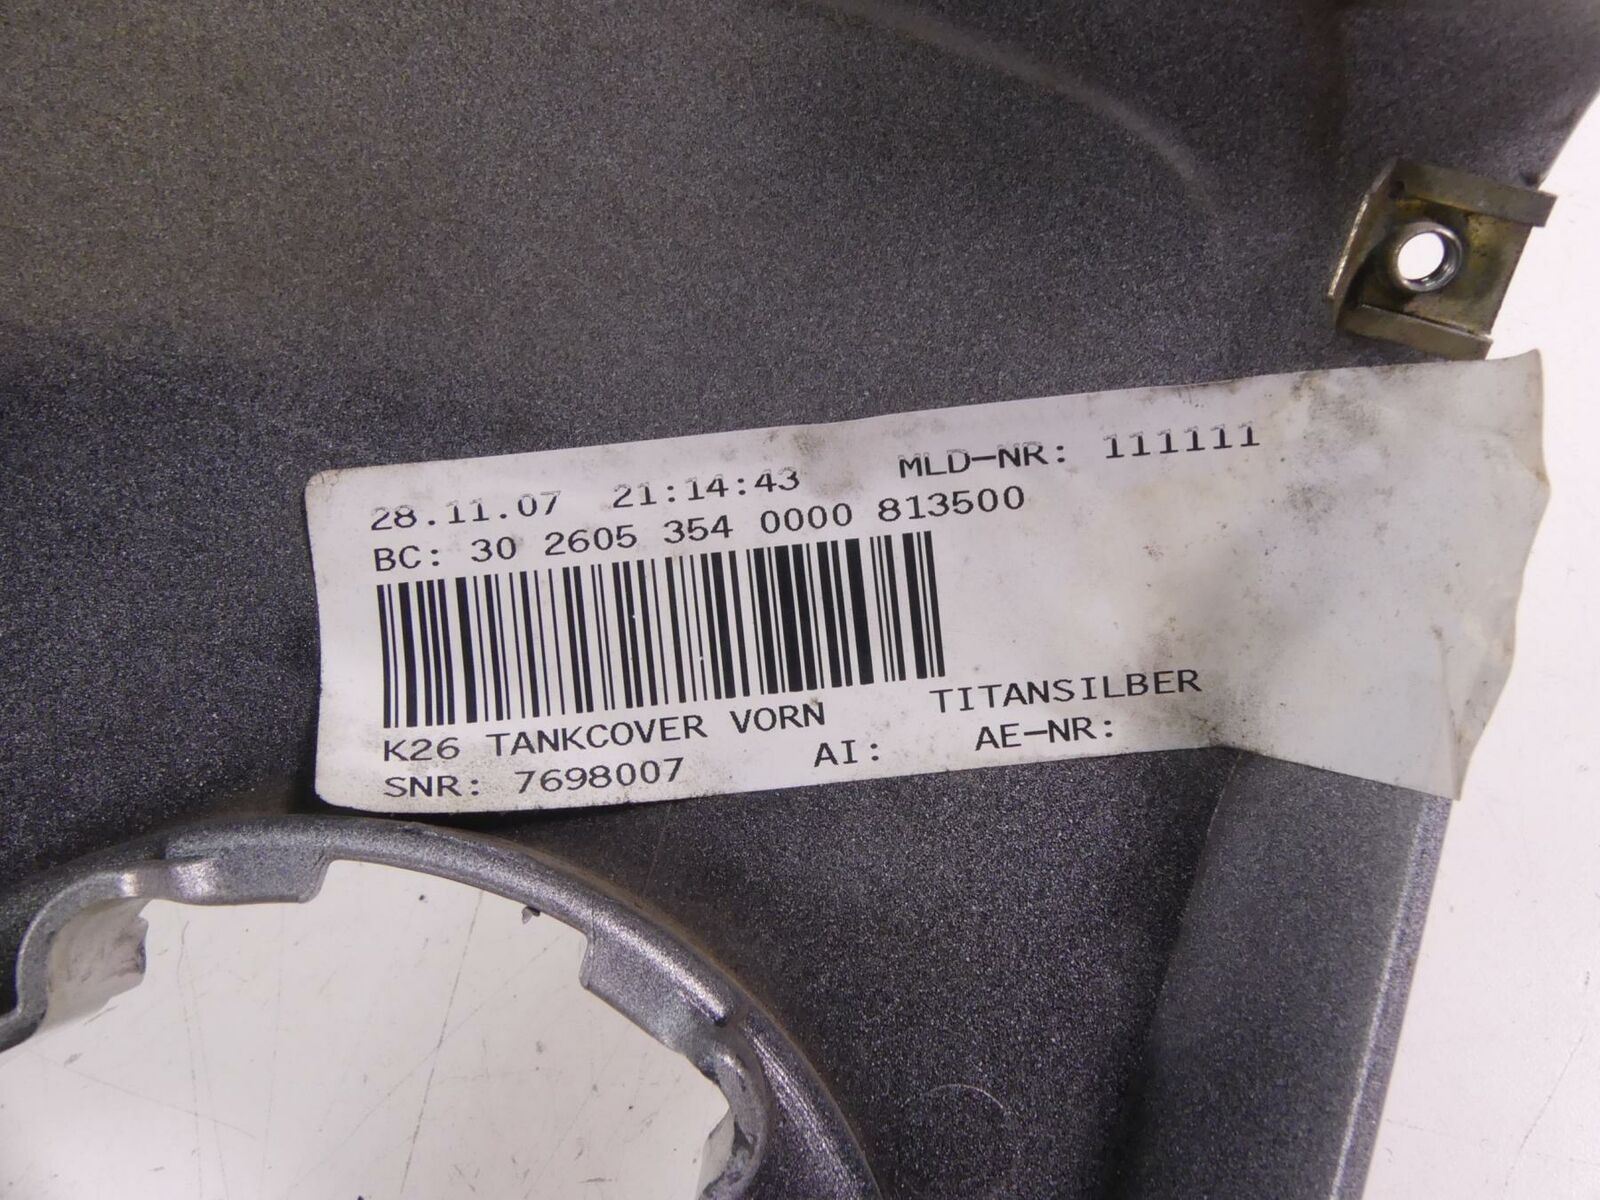 28.11.07 21:14:43 MLD-NR: 111111
BC: 30 2605 354 0000 813500
K26 TANKCOVER VORN TITANSILBER
SNR: 7698007 AI: AE-NR: